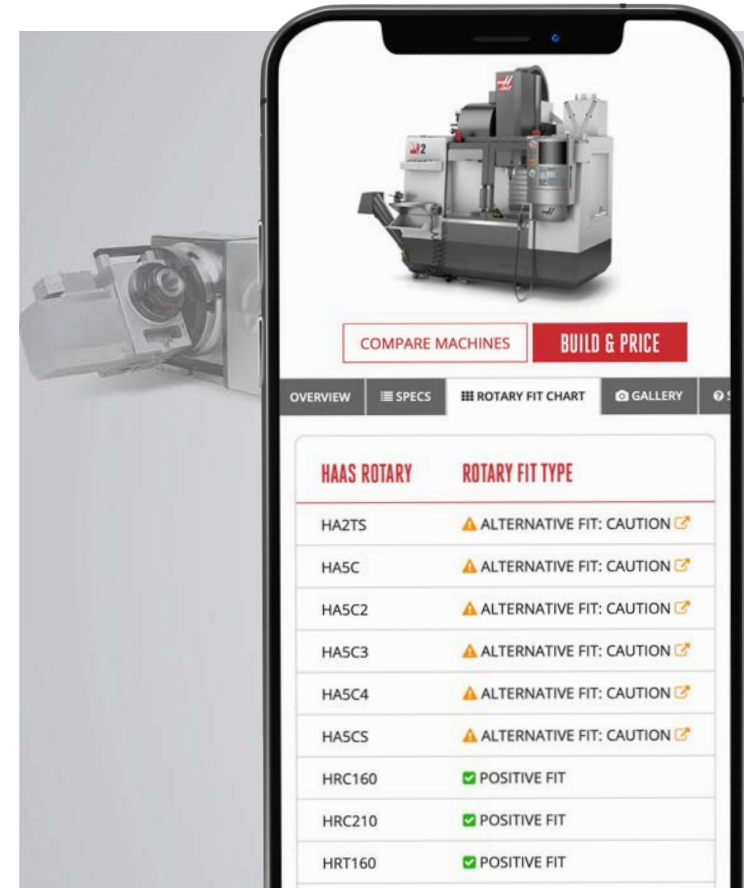 COMPARE MACHINES BUILD & PRICE
OVERVIEW SPECS ROTARY FIT CHART GALLERY
HAAS ROTARY ROTARY FIT TYPE
HA2TS ALTERNATIVE FIT: CAUTION
HA5C ALTERNATIVE FIT: CAUTION
HA5C2 ALTERNATIVE FIT: CAUTION
HA5C3 ALTERNATIVE FIT: CAUTION
HA5C4 ALTERNATIVE FIT: CAUTION
HA5CS ALTERNATIVE FIT: CAUTION
HRC160 POSITIVE FIT
HRC210 POSITIVE FIT
HRT160 POSITIVE FIT